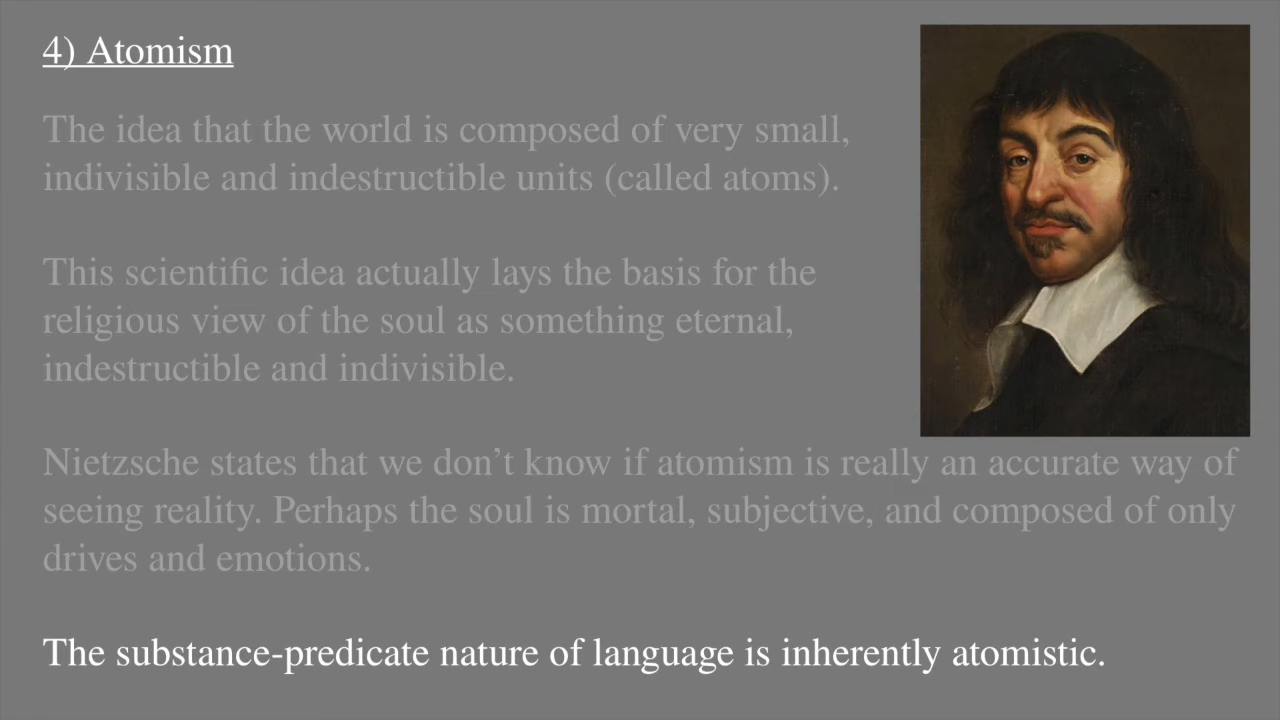 4) Atomism
The idea that the world is composed of very small,
indivisible and indestructible units (called atoms).
This scientific idea actually lays the basis for the
religious view of the soul as something eternal,
indestructible and indivisible.
Nietzsche states that we don’t know if atomism is really an accurate way of
seeing reality. Perhaps the soul is mortal, subjective, and composed of only
drives and emotions.
The substance-predicate nature of language is inherently atomistic.